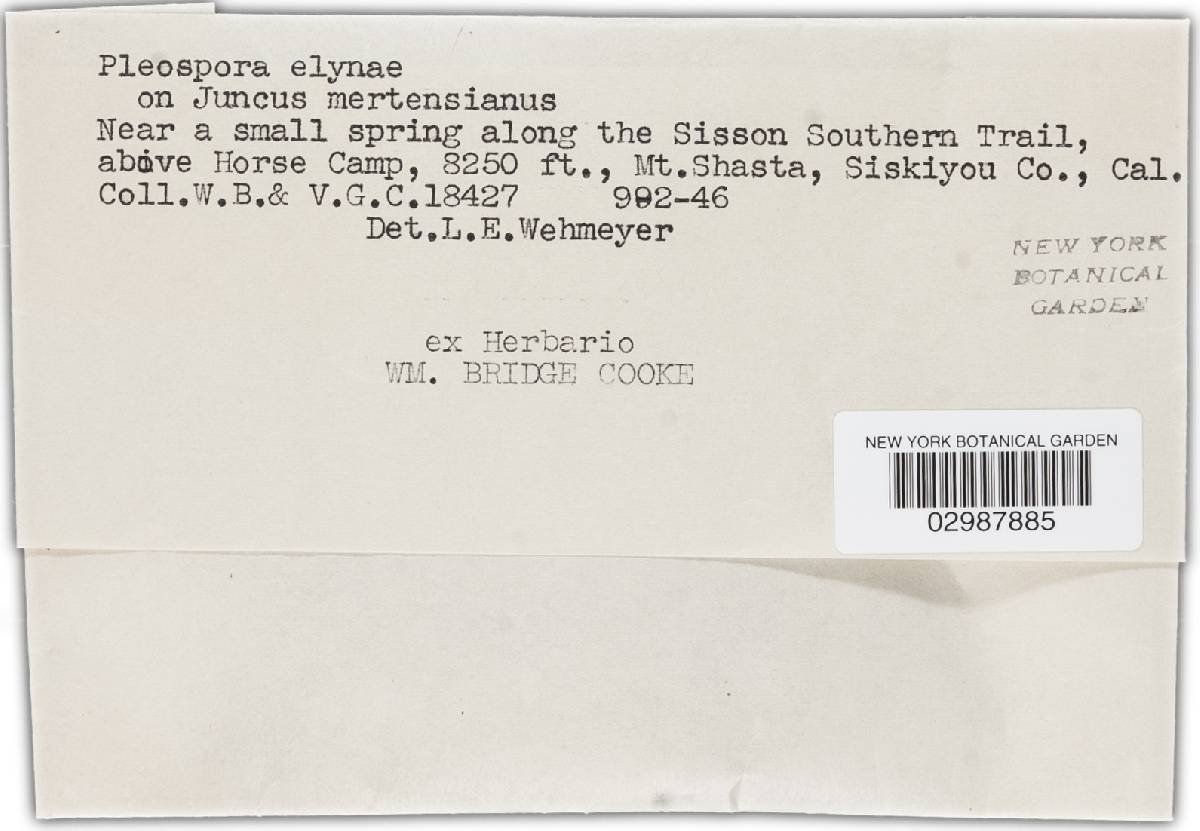 Pleospora elynae
on Juncus mertensianus
Near a small spring along the Sisson Southern Trail,
above Horse Camp, 8250 ft., Mt.Shasta, Siskiyou Co., Cal.
Coll.W.B.& V.G.C.18427
Det.L.E.Wehmeyer
NEW YORK
BOTANICAL
GARDEN
ex Herbario
WM. BRIDGE COOKE
NEW YORK BOTANICAL GARDEN
02987885